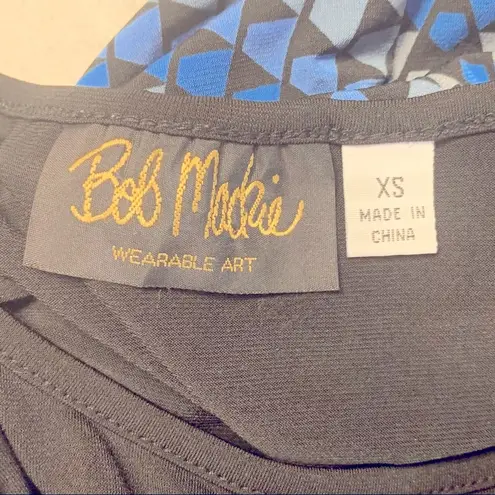 Bob Mackie
WEARABLE ART
XS
MADE IN
CHINA